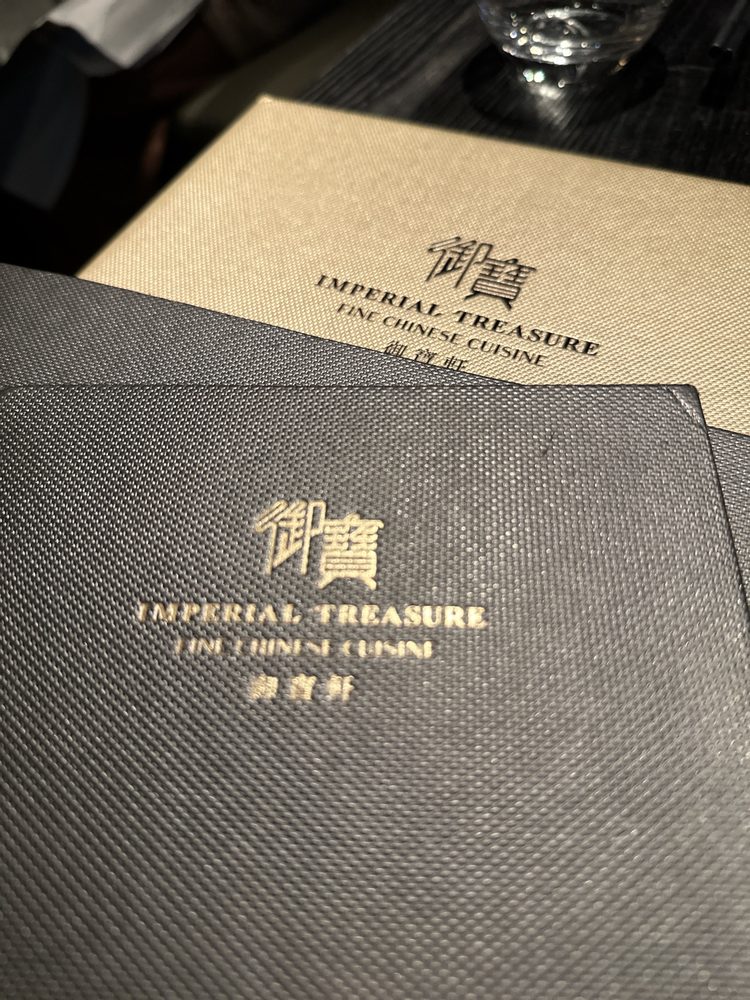 御寶
IMPERIAL TREASURE
FINE CHINESE CUISINE
御寶軒
御寶
IMPERIAL TREASURE
FINE CHINESE CUISINE
御寶軒